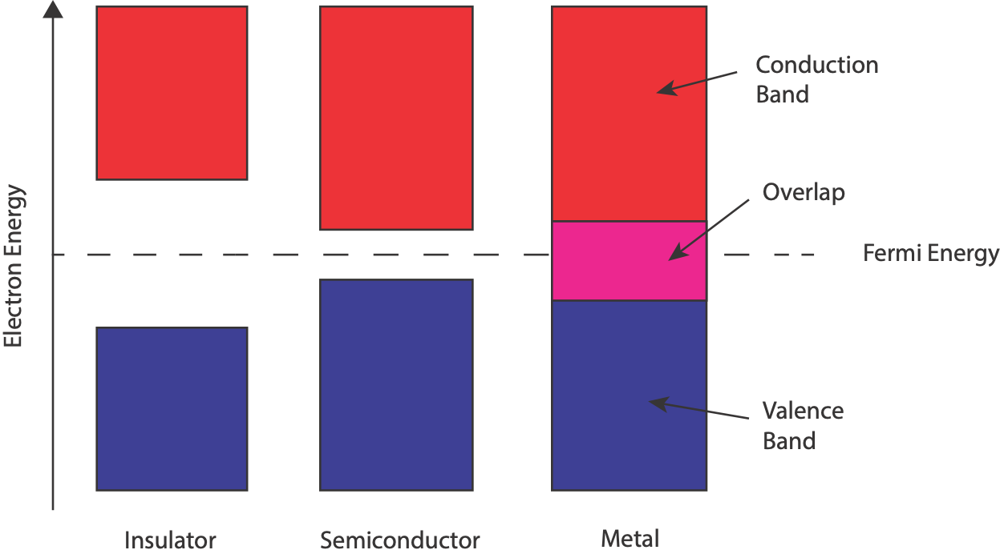 Electron Energy
Conduction
Band
Overlap
Fermi Energy
Valence
Band
Insulator
Semiconductor
Metal